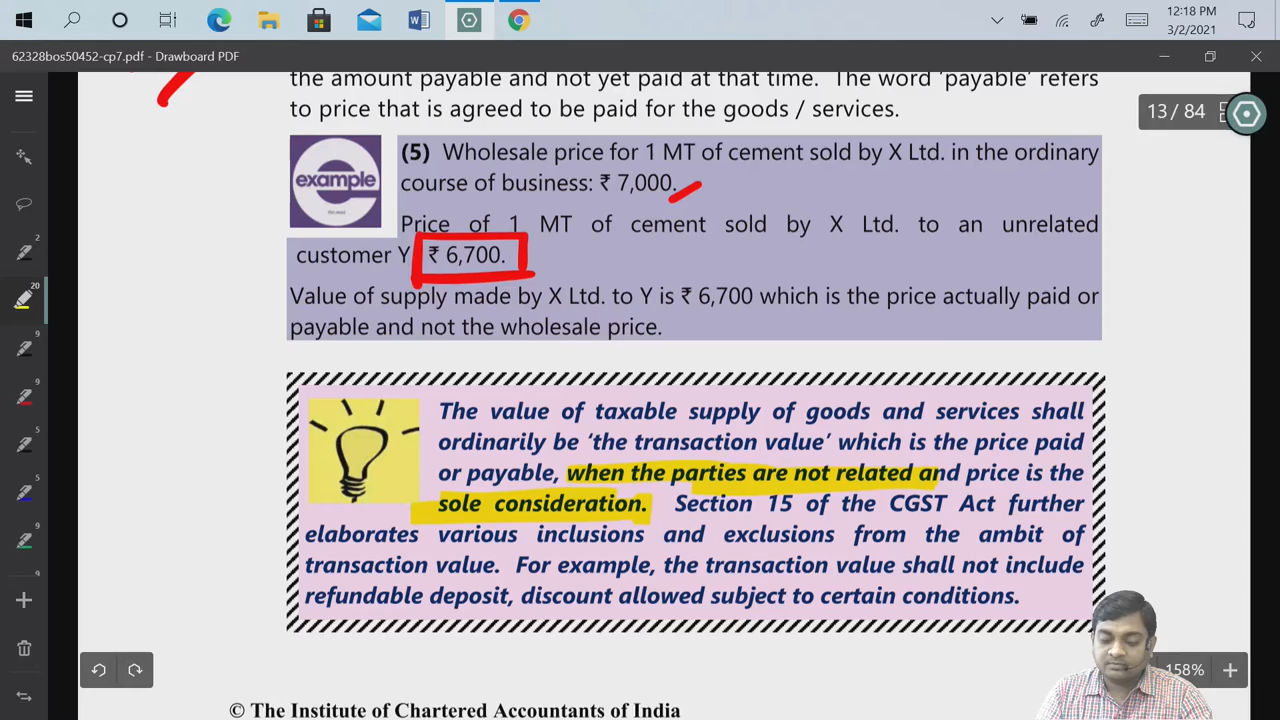 12:18 PM
3/2/2021
62328bos50452-cp7.pdf - Drawboard PDF
the amount payable and not yet paid at that time. The word ‘payable’ refers
to price that is agreed to be paid for the goods / services.
13 / 84
example
(5) Wholesale price for 1 MT of cement sold by X Ltd. in the ordinary
course of business: ₹ 7,000.
Price of 1 MT of cement sold by X Ltd. to an unrelated
customer Y ₹ 6,700.
Value of supply made by X Ltd. to Y is ₹ 6,700 which is the price actually paid or
payable and not the wholesale price.
The value of taxable supply of goods and services shall
ordinarily be ‘the transaction value’ which is the price paid
or payable, when the parties are not related and price is the
sole consideration. Section 15 of the CGST Act further
elaborates various inclusions and exclusions from the ambit of
transaction value. For example, the transaction value shall not include
refundable deposit, discount allowed subject to certain conditions.
2
20
9
9
9
9
9
9
158%
© The Institute of Chartered Accountants of India